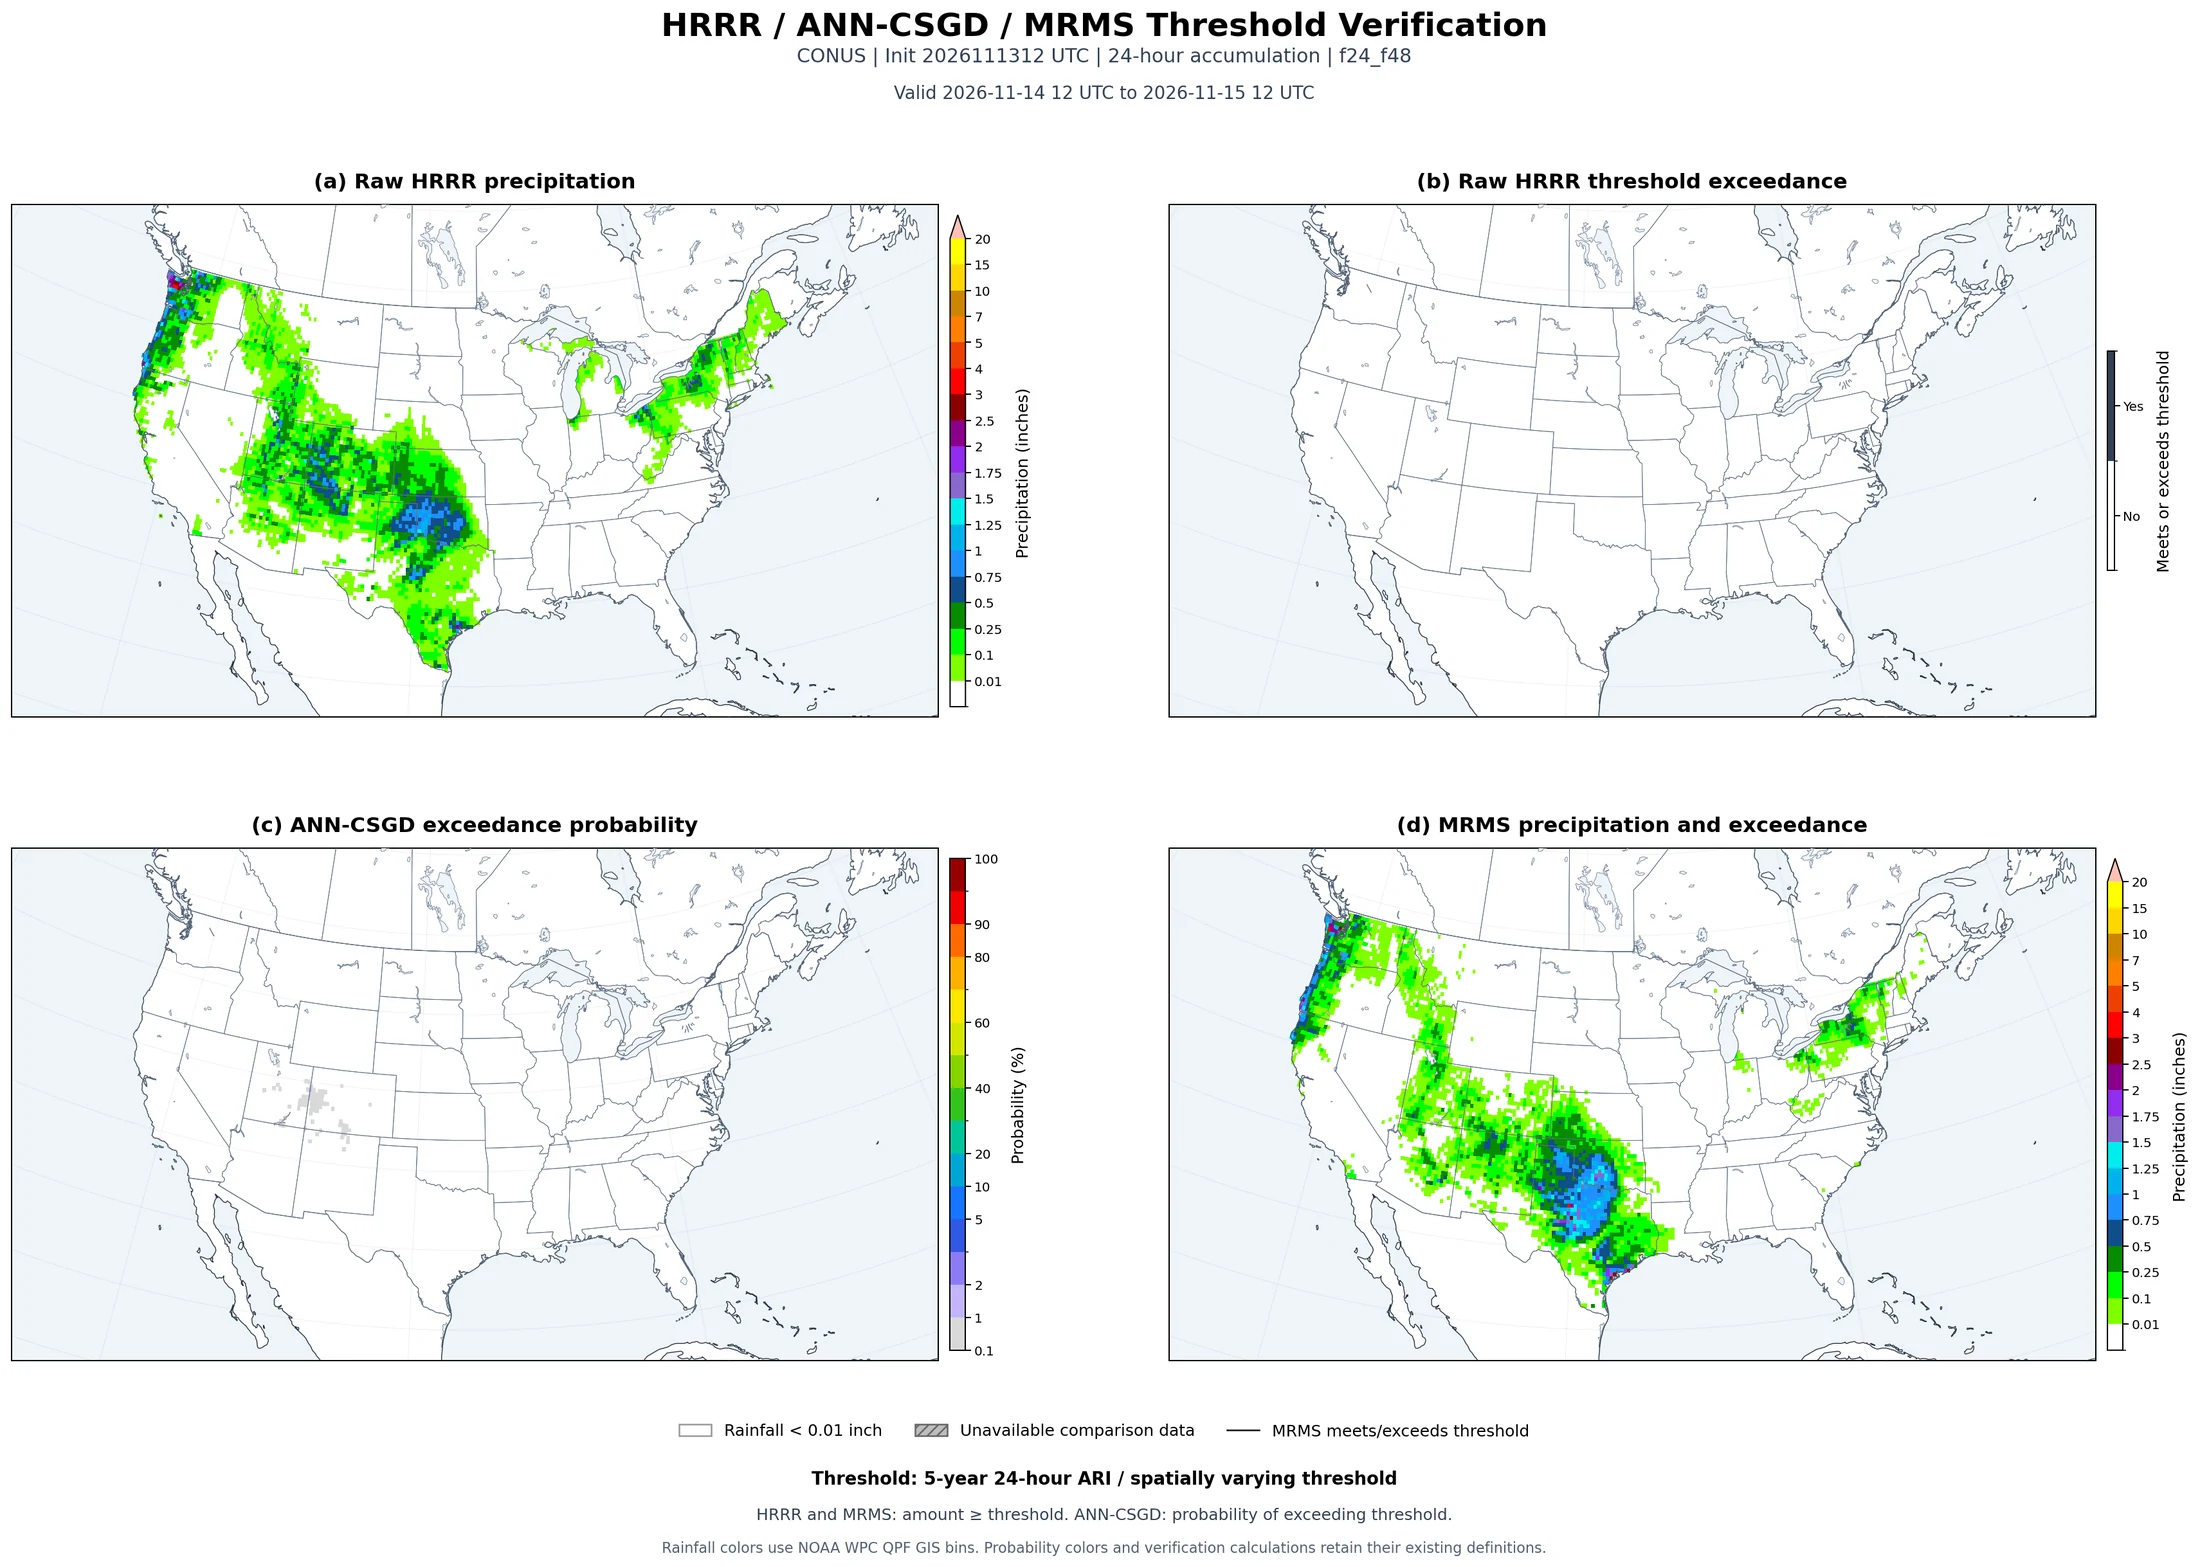 HRRR / ANN-CSGD / MRMS Threshold Verification
CONUS | Init 2026111312 UTC | 24-hour accumulation | f24_f48
Valid 2026-11-14 12 UTC to 2026-11-15 12 UTC
(a) Raw HRRR precipitation
20
15
10
7
5
4
3
2.5
2
1.75
1.5
1.25
1
0.75
0.5
0.25
0.1
0.01
Precipitation (inches)
(b) Raw HRRR threshold exceedance
Yes
No
Meets or exceeds threshold
(c) ANN-CSGD exceedance probability
100
90
80
60
40
20
10
5
2
1
0.1
Probability (%)
(d) MRMS precipitation and exceedance
20
15
10
7
5
4
3
2.5
2
1.75
1.5
1.25
1
0.75
0.5
0.25
0.1
0.01
Precipitation (inches)
Rainfall < 0.01 inch
Unavailable comparison data
MRMS meets/exceeds threshold
Threshold: 5-year 24-hour ARI / spatially varying threshold
HRRR and MRMS: amount ≥ threshold. ANN-CSGD: probability of exceeding threshold.
Rainfall colors use NOAA WPC QPF GIS bins. Probability colors and verification calculations retain their existing definitions.